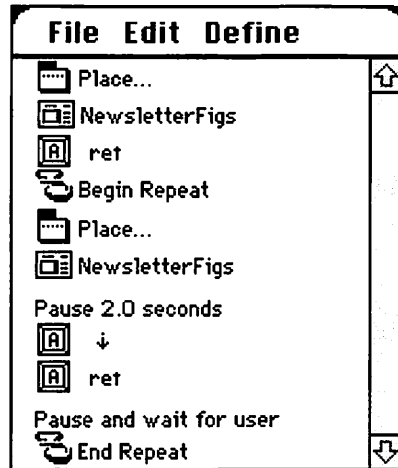 File Edit Define
Place...
NewsletterFigs
A ret
Begin Repeat
Place...
NewsletterFigs
Pause 2.0 seconds
A ↓
A ret
Pause and wait for user
End Repeat